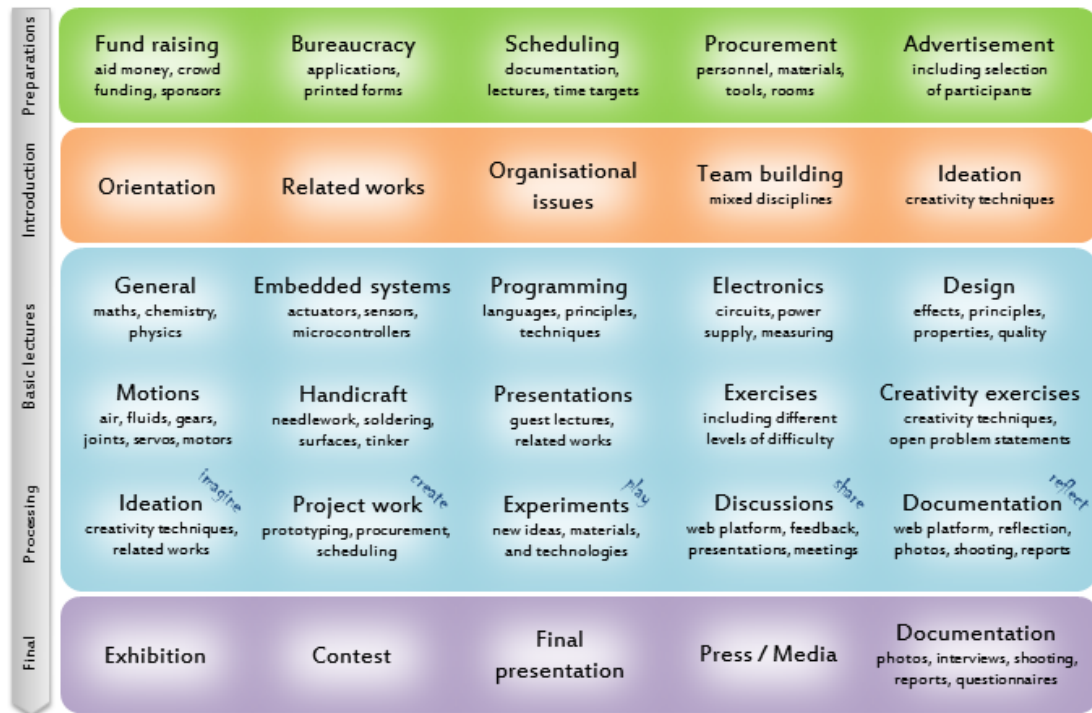 Preparations
Fund raising
aid money, crowd
funding, sponsors
Bureaucracy
applications,
printed forms
Scheduling
documentation,
lectures, time targets
Procurement
personnel, materials,
tools, rooms
Advertisement
including selection
of participants
Introduction
Orientation
Related works
Organisational
issues
Team building
mixed disciplines
Ideation
creativity techniques
Basic lectures
General
maths, chemistry,
physics
Embedded systems
actuators, sensors,
microcontrollers
Programming
languages, principles,
techniques
Electronics
circuits, power
supply, measuring
Design
effects, principles,
properties, quality
Motions
air, fluids, gears,
joints, servos, motors
Handicraft
needlework, soldering,
surfaces, tinker
Presentations
guest lectures,
related works
Exercises
including different
levels of difficulty
Creativity exercises
creativity techniques,
open problem statements
Processing
imagine
Ideation
creativity techniques,
related works
create
Project work
prototyping, procurement,
scheduling
play
Experiments
new ideas, materials,
and technologies
share
Discussions
web platform, feedback,
presentations, meetings
reflect
Documentation
web platform, reflection,
photos, shooting, reports
Final
Exhibition
Contest
Final
presentation
Press / Media
Documentation
photos, interviews, shooting,
reports, questionnaires